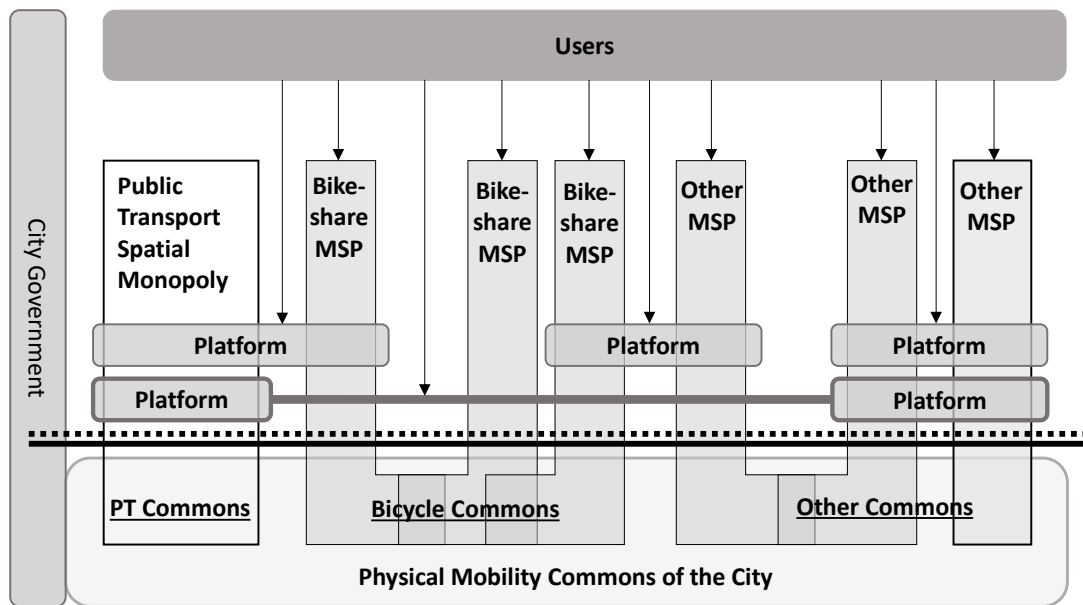 Users
City Government
Public
Transport
Spatial
Monopoly
Bike-
share
MSP
Bike-
share
MSP
Bike-
share
MSP
Other
MSP
Other
MSP
Other
MSP
Platform
Platform
Platform
Platform
Platform
PT Commons
Bicycle Commons
Other Commons
Physical Mobility Commons of the City